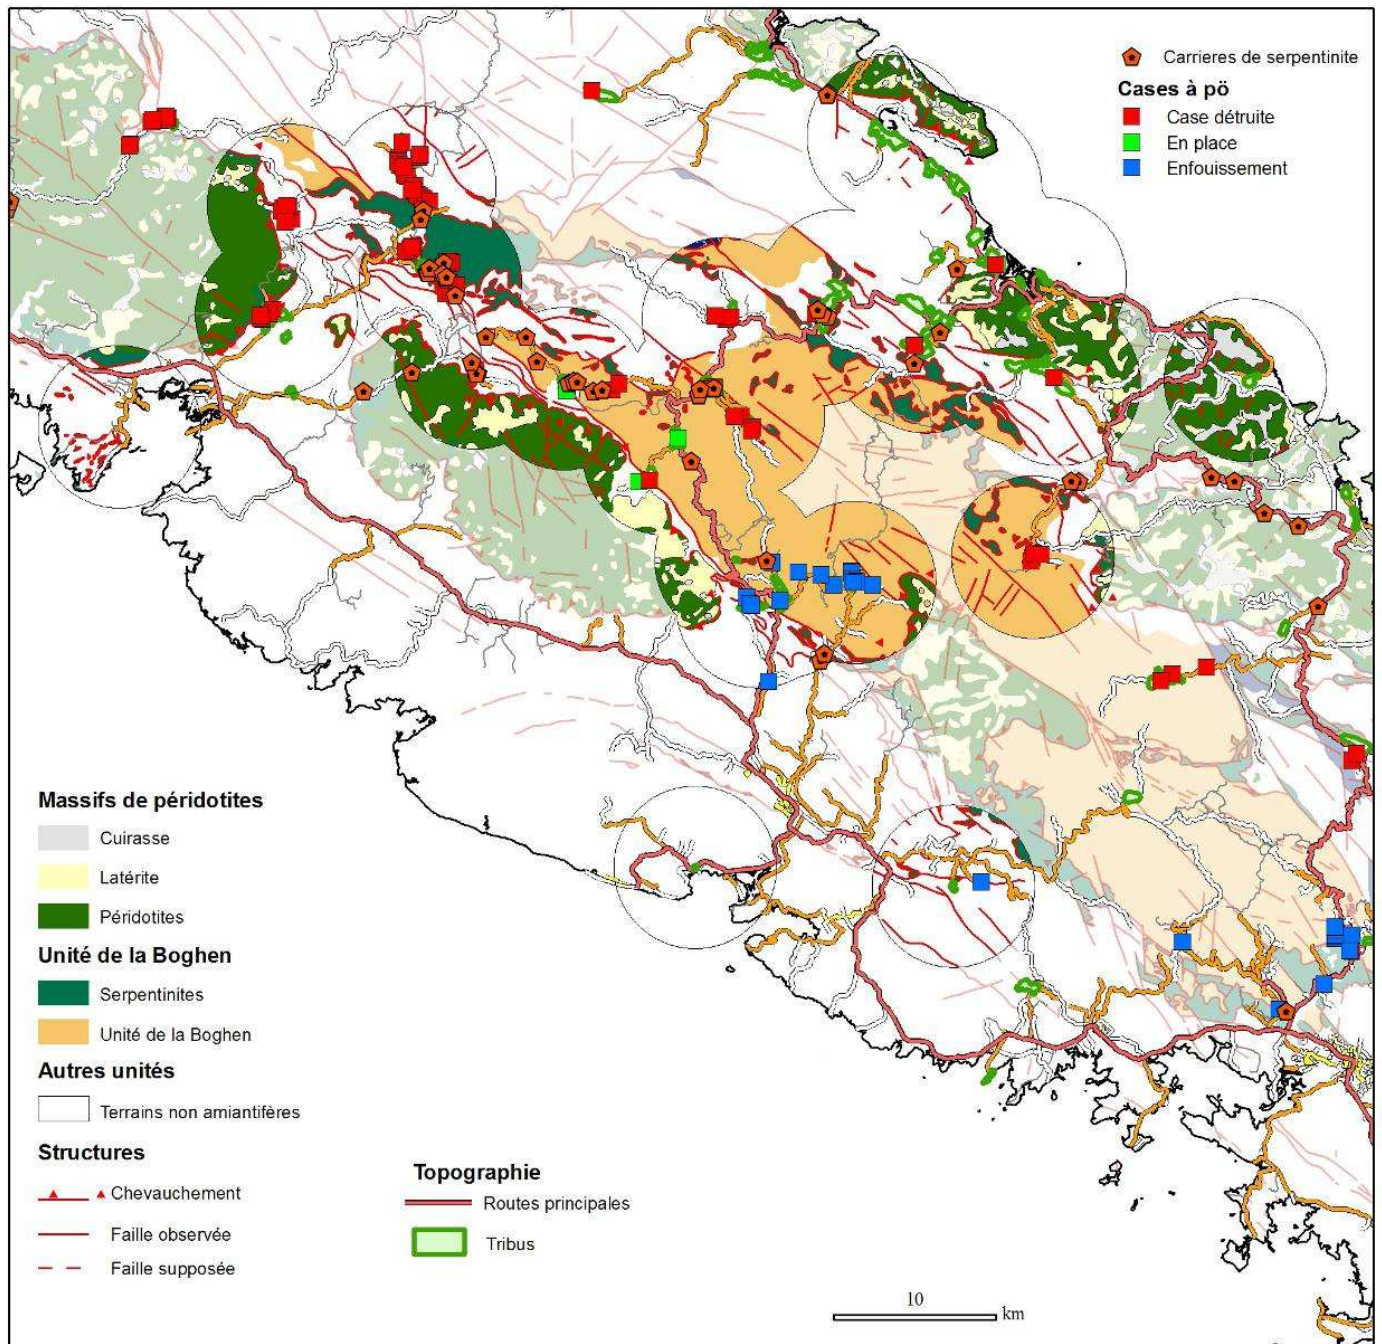 Carrieres de serpentinite
Cases à pö
Case détruite
En place
Enfouissement
Massifs de péridotites
Cuirasse
Latérite
Péridotites
Unité de la Boghen
Serpentinites
Unité de la Boghen
Autres unités
Terrains non amiantifères
Structures
Chevauchement
Faille observée
Faille supposée
Topographie
Routes principales
Tribus
10
km